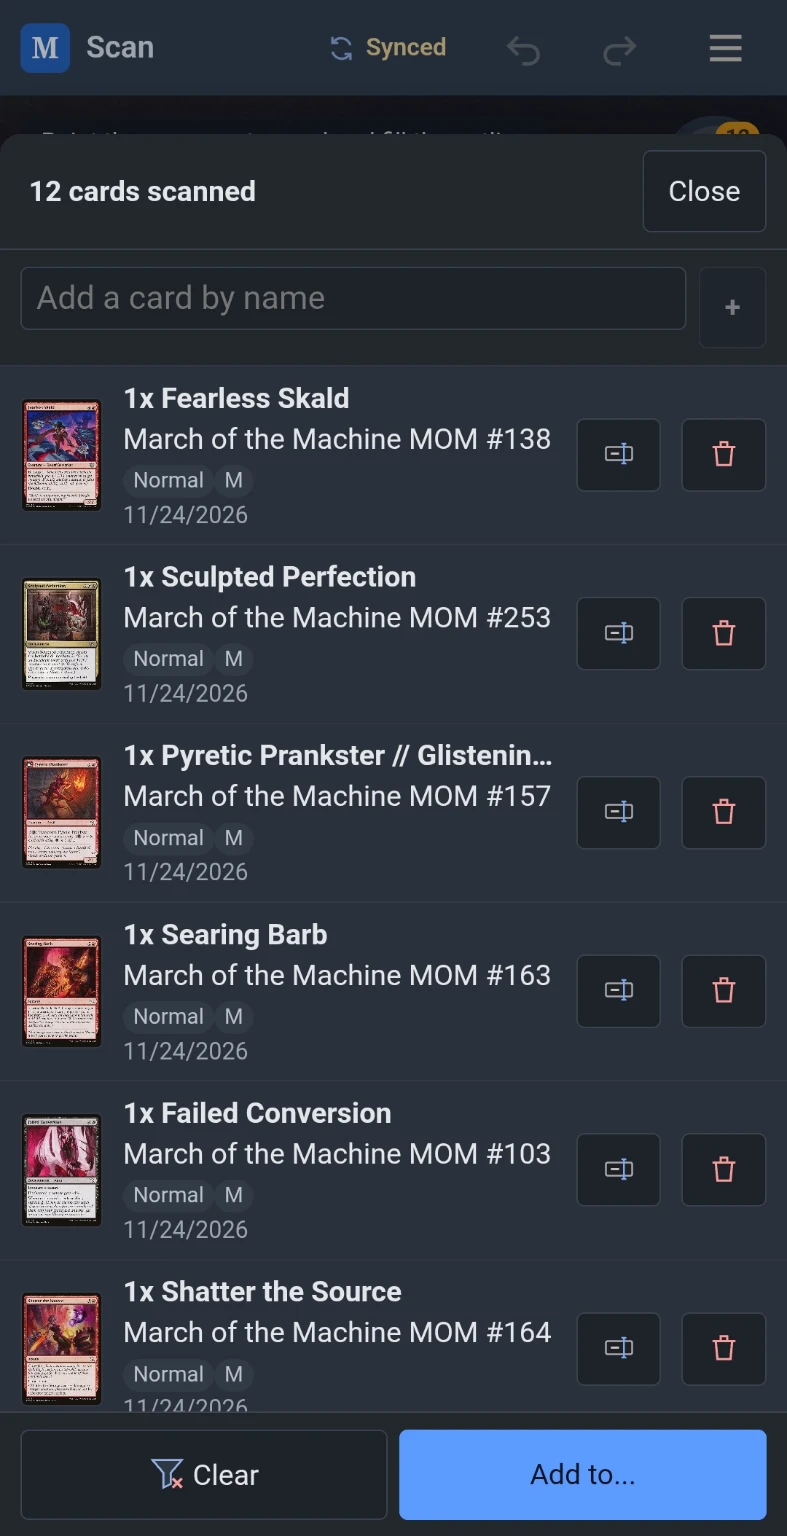 M Scan Synced
12
12 cards scanned
Close
Add a card by name
+
1x Fearless Skald
March of the Machine MOM #138
Normal M
11/24/2026
1x Sculpted Perfection
March of the Machine MOM #253
Normal M
11/24/2026
1x Pyretic Prankster // Glistenin...
March of the Machine MOM #157
Normal M
11/24/2026
1x Searing Barb
March of the Machine MOM #163
Normal M
11/24/2026
1x Failed Conversion
March of the Machine MOM #103
Normal M
11/24/2026
1x Shatter the Source
March of the Machine MOM #164
Normal M
11/24/2026
Clear
Add to...